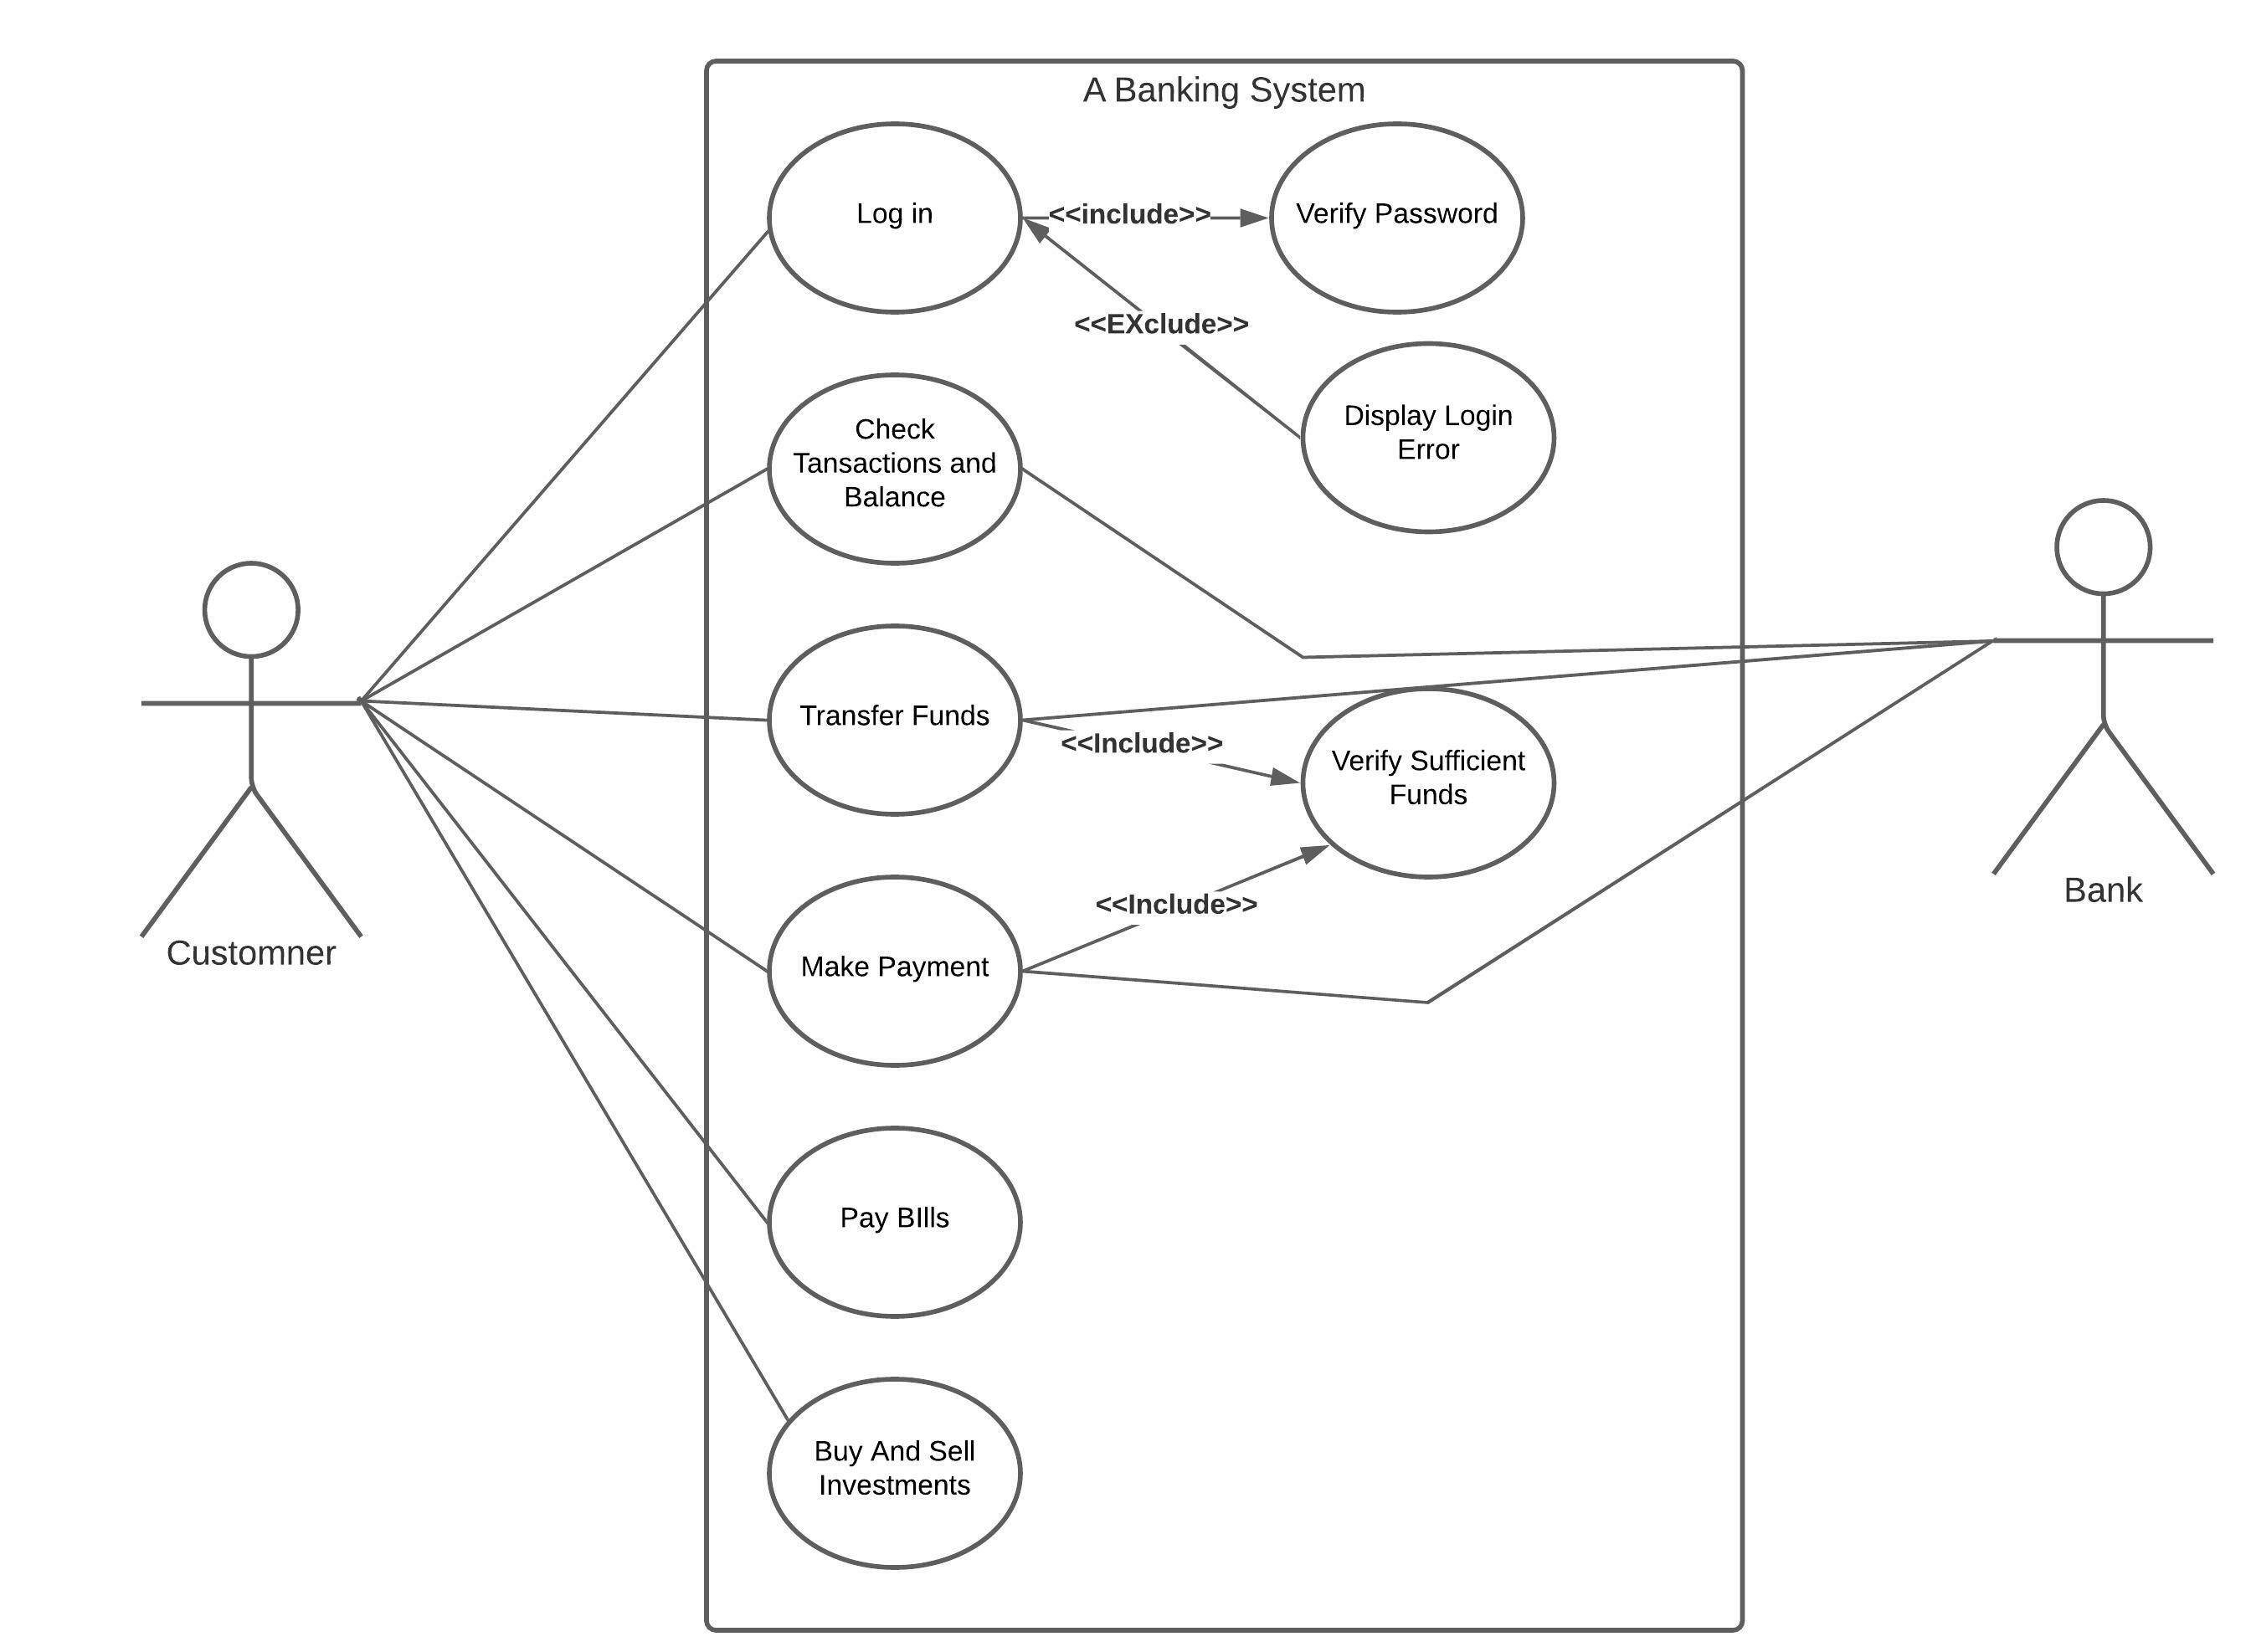 A Banking System
Log in
<<include>>
Verify Password
<<EXclude>>
Display Login
Error
Check
Tansactions and
Balance
Transfer Funds
<<Include>>
Verify Sufficient
Funds
<<Include>>
Make Payment
Customner
Bank
Pay BIlls
Buy And Sell
Investments